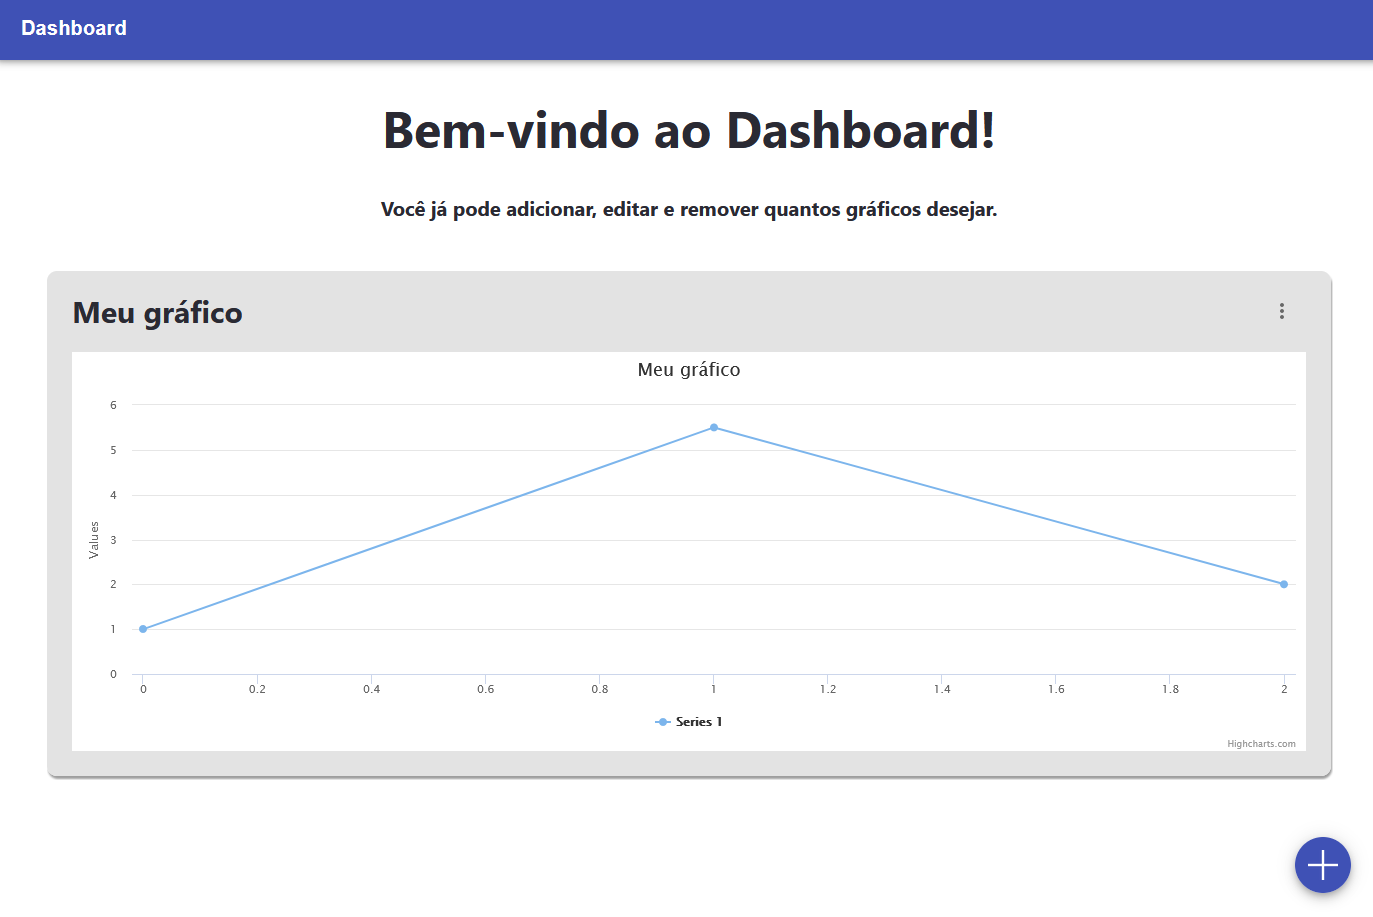 Dashboard
Bem-vindo ao Dashboard!
Você já pode adicionar, editar e remover quantos gráficos desejar.
Meu gráfico
Meu gráfico
Values
6
5
4
3
2
1
0
0 0.2 0.4 0.6 0.8 1 1.2 1.4 1.6 1.8 2
Series 1
Highcharts.com